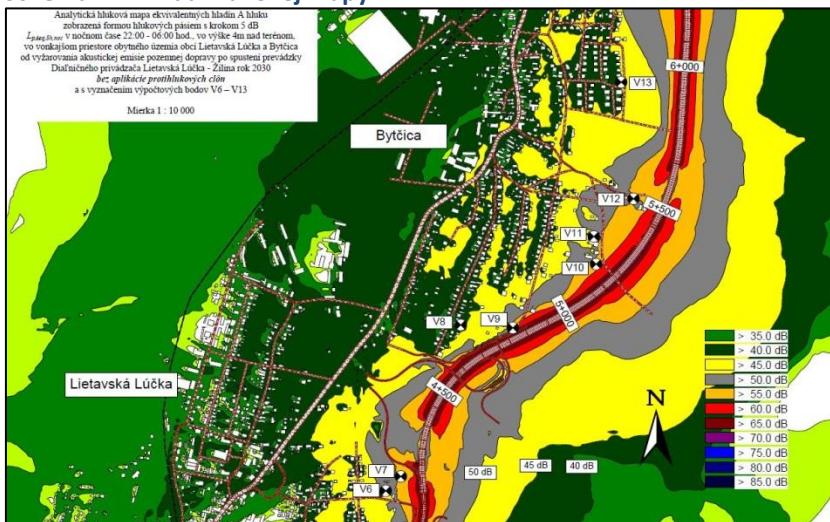 Analytická hluková mapa ekvivalentných hladín A hluku
zobrazená formou hlukových pásiem s krokom 5 dB
v nočnom čase 22:00 - 06:00 hod., vo výške 4m nad terénom,
vo vonkajšom priestore obytného územia obcí Lietavská Lúčka a Bytčica
od vyžarovania akustickej emisie pozemnej dopravy po spustení prevádzky
Diaľničného privádzača Lietavská Lúčka - Žilina rok 2030
bez aplikácie protihlukových clôn
a s vyznačením výpočtových bodov V6 – V13
Mierka 1 : 10 000
V13
6+000
Bytčica
V12
5+500
V11
V10
V8
V9
5+000
Lietavská Lúčka
4+500
N
V7
V6
50 dB
45 dB
40 dB
> 35.0 dB
> 40.0 dB
> 45.0 dB
> 50.0 dB
> 55.0 dB
> 60.0 dB
> 65.0 dB
> 70.0 dB
> 75.0 dB
> 80.0 dB
> 85.0 dB